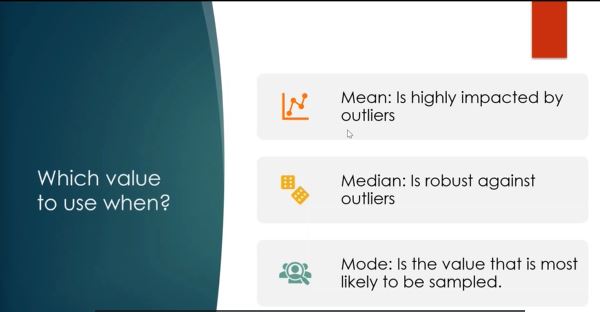 Which value
to use when?
Mean: Is highly impacted by
outliers
Median: Is robust against
outliers
Mode: Is the value that is most
likely to be sampled.